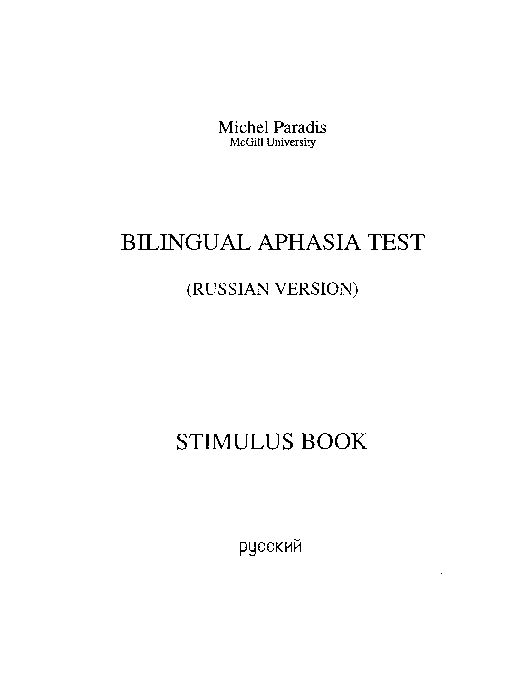 Michel Paradis
McGill University
BILINGUAL APHASIA TEST
(RUSSIAN VERSION)
STIMULUS BOOK
русский